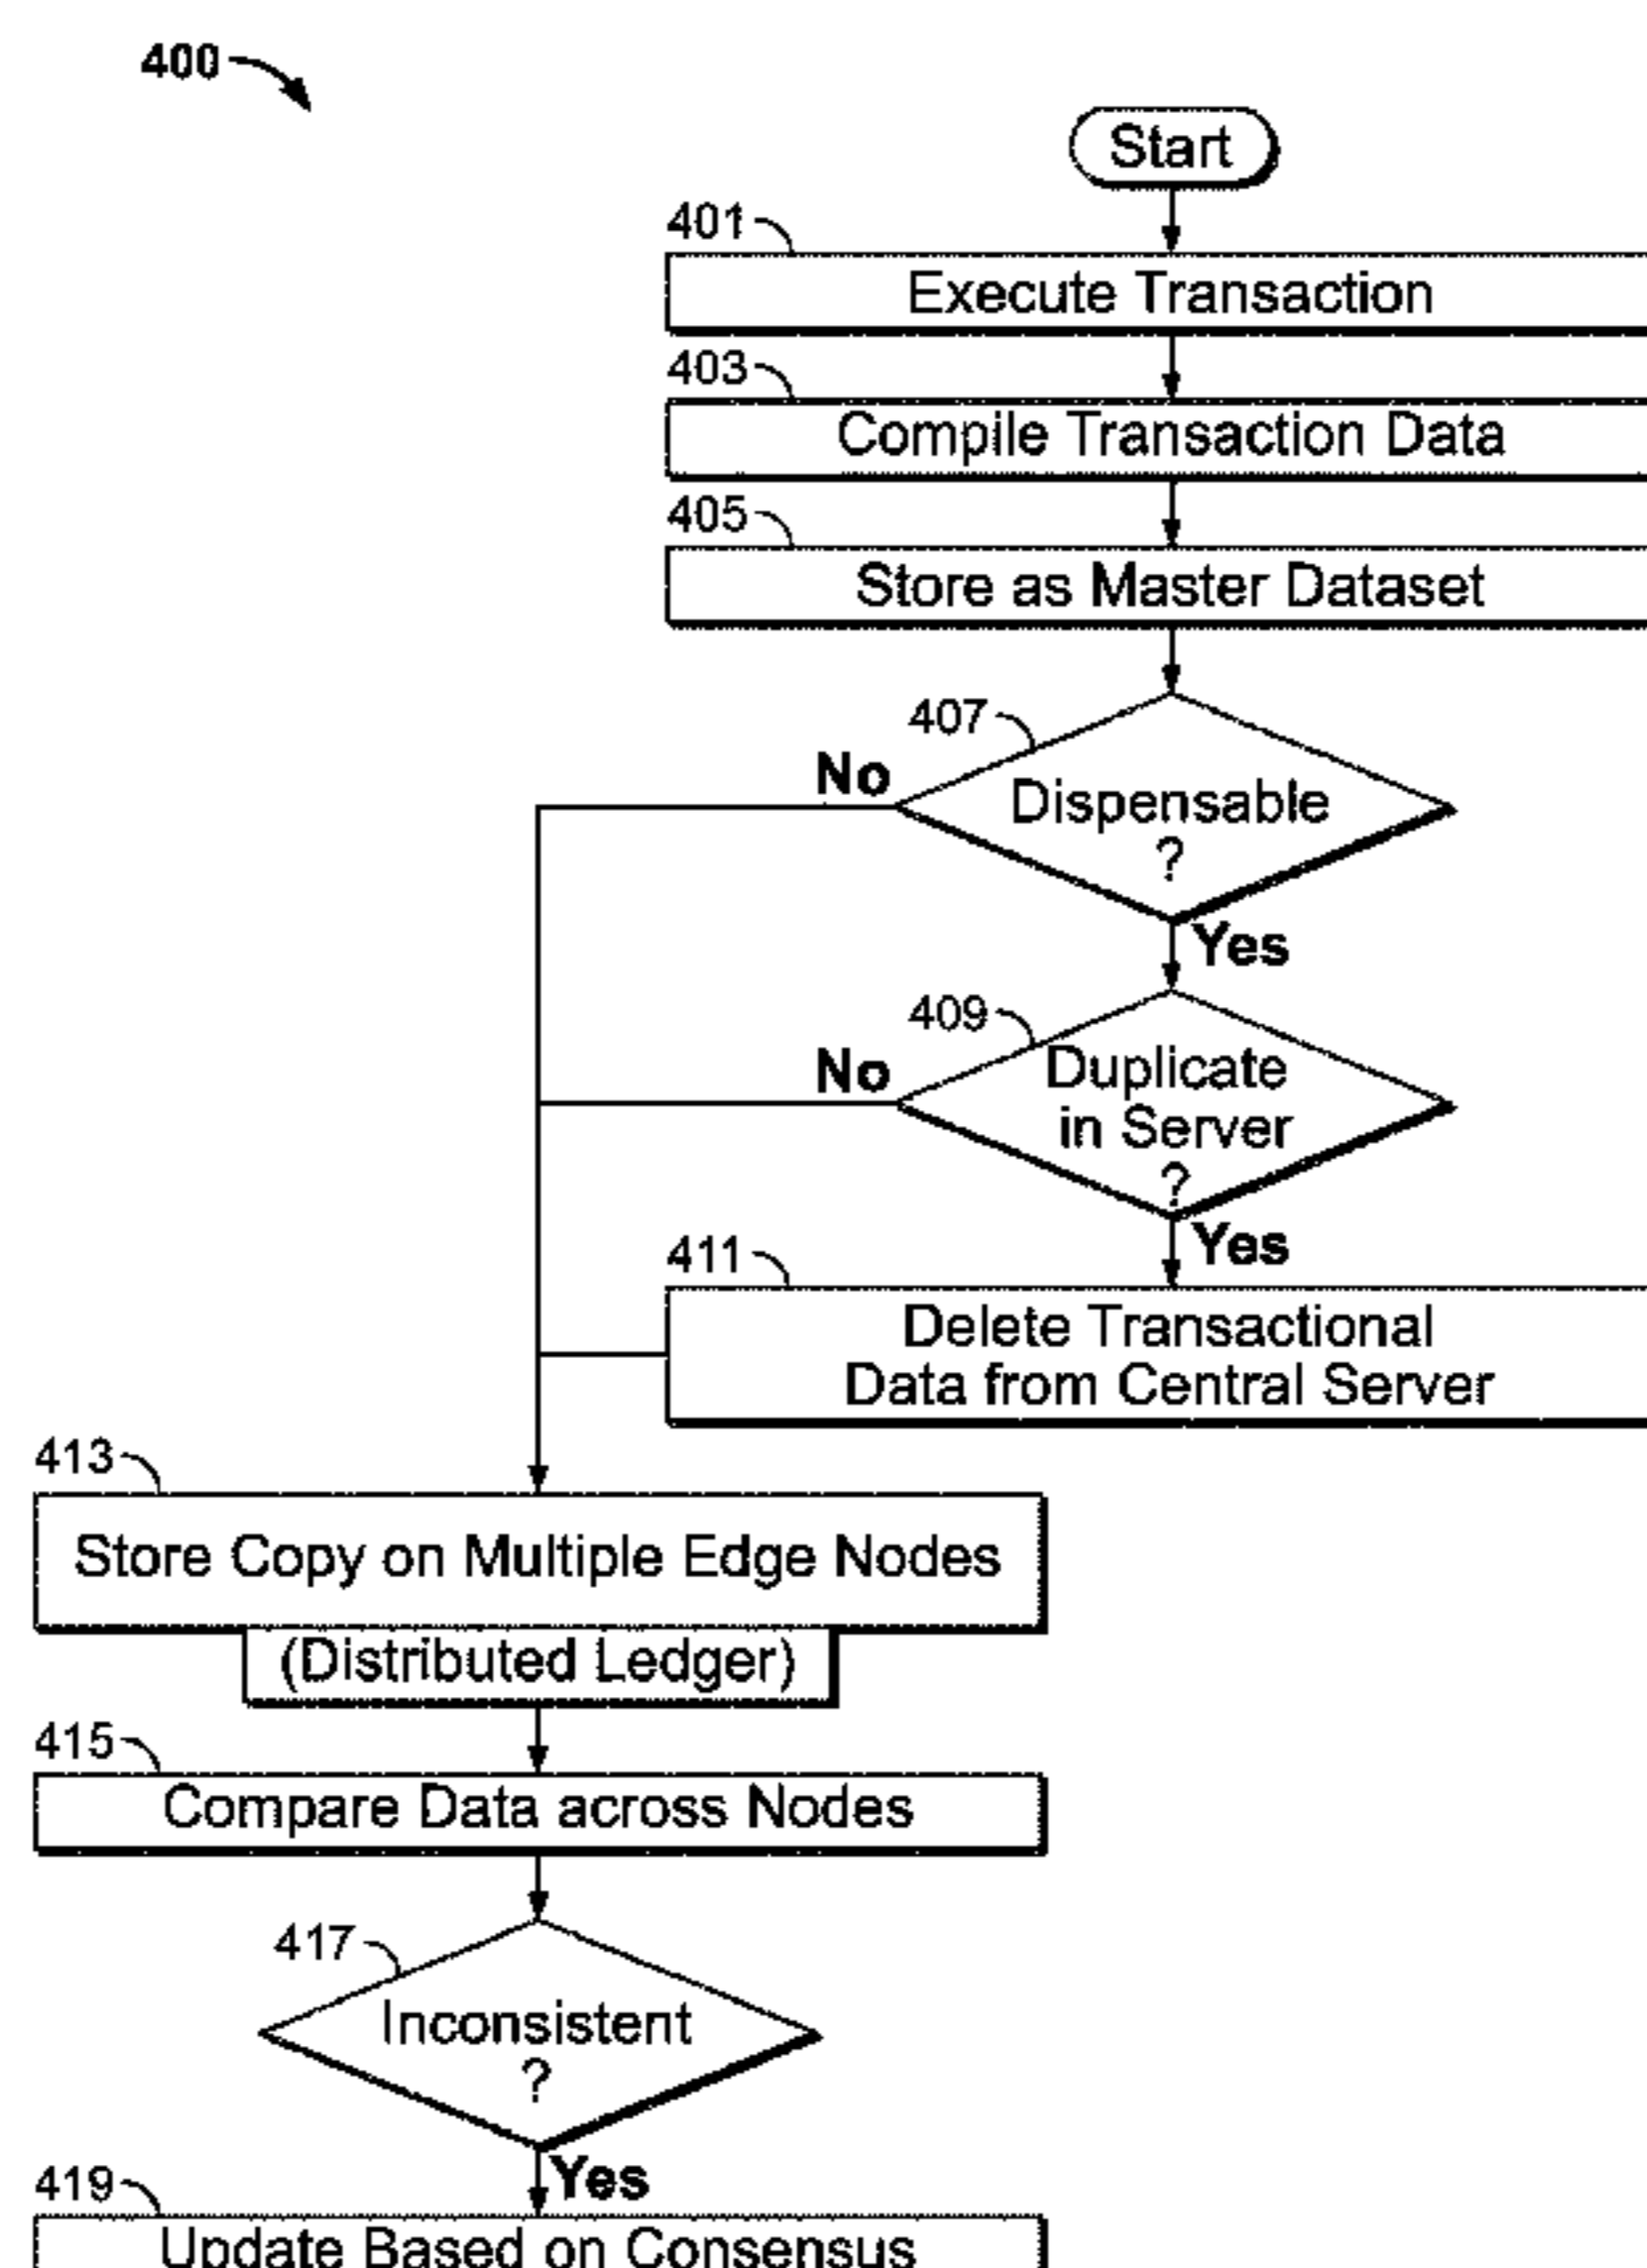 400
Start
401
Execute Transaction
403
Compile Transaction Data
405
Store as Master Dataset
407
No
Dispensable
?
Yes
409
No
Duplicate
in Server
?
Yes
411
Delete Transactional
Data from Central Server
413
Store Copy on Multiple Edge Nodes
(Distributed Ledger)
415
Compare Data across Nodes
417
Inconsistent
?
Yes
419
Update Based on Consensus